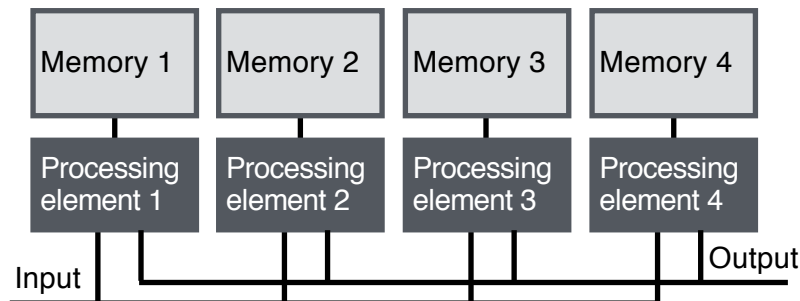 Memory 1
Memory 2
Memory 3
Memory 4
Processing
element 1
Processing
element 2
Processing
element 3
Processing
element 4
Output
Input